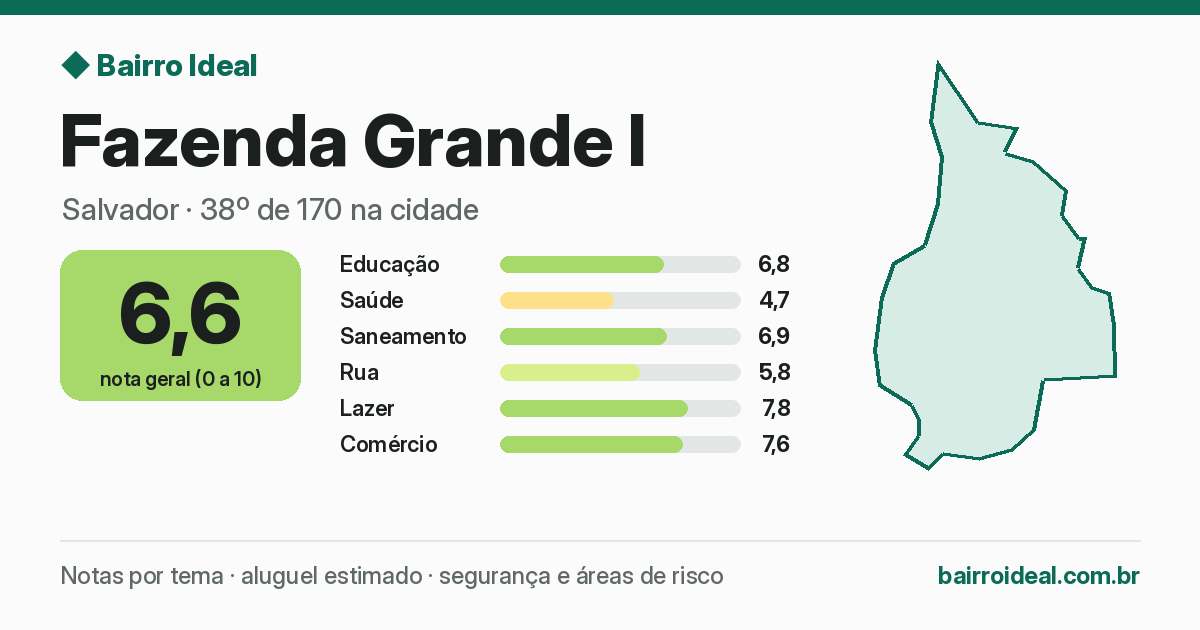 Bairro Ideal
Fazenda Grande I
Salvador · 38º de 170 na cidade
6,6
nota geral (0 a 10)
Educação 6,8
Saúde 4,7
Saneamento 6,9
Rua 5,8
Lazer 7,8
Comércio 7,6
Notas por tema · aluguel estimado · segurança e áreas de risco
bairroideal.com.br